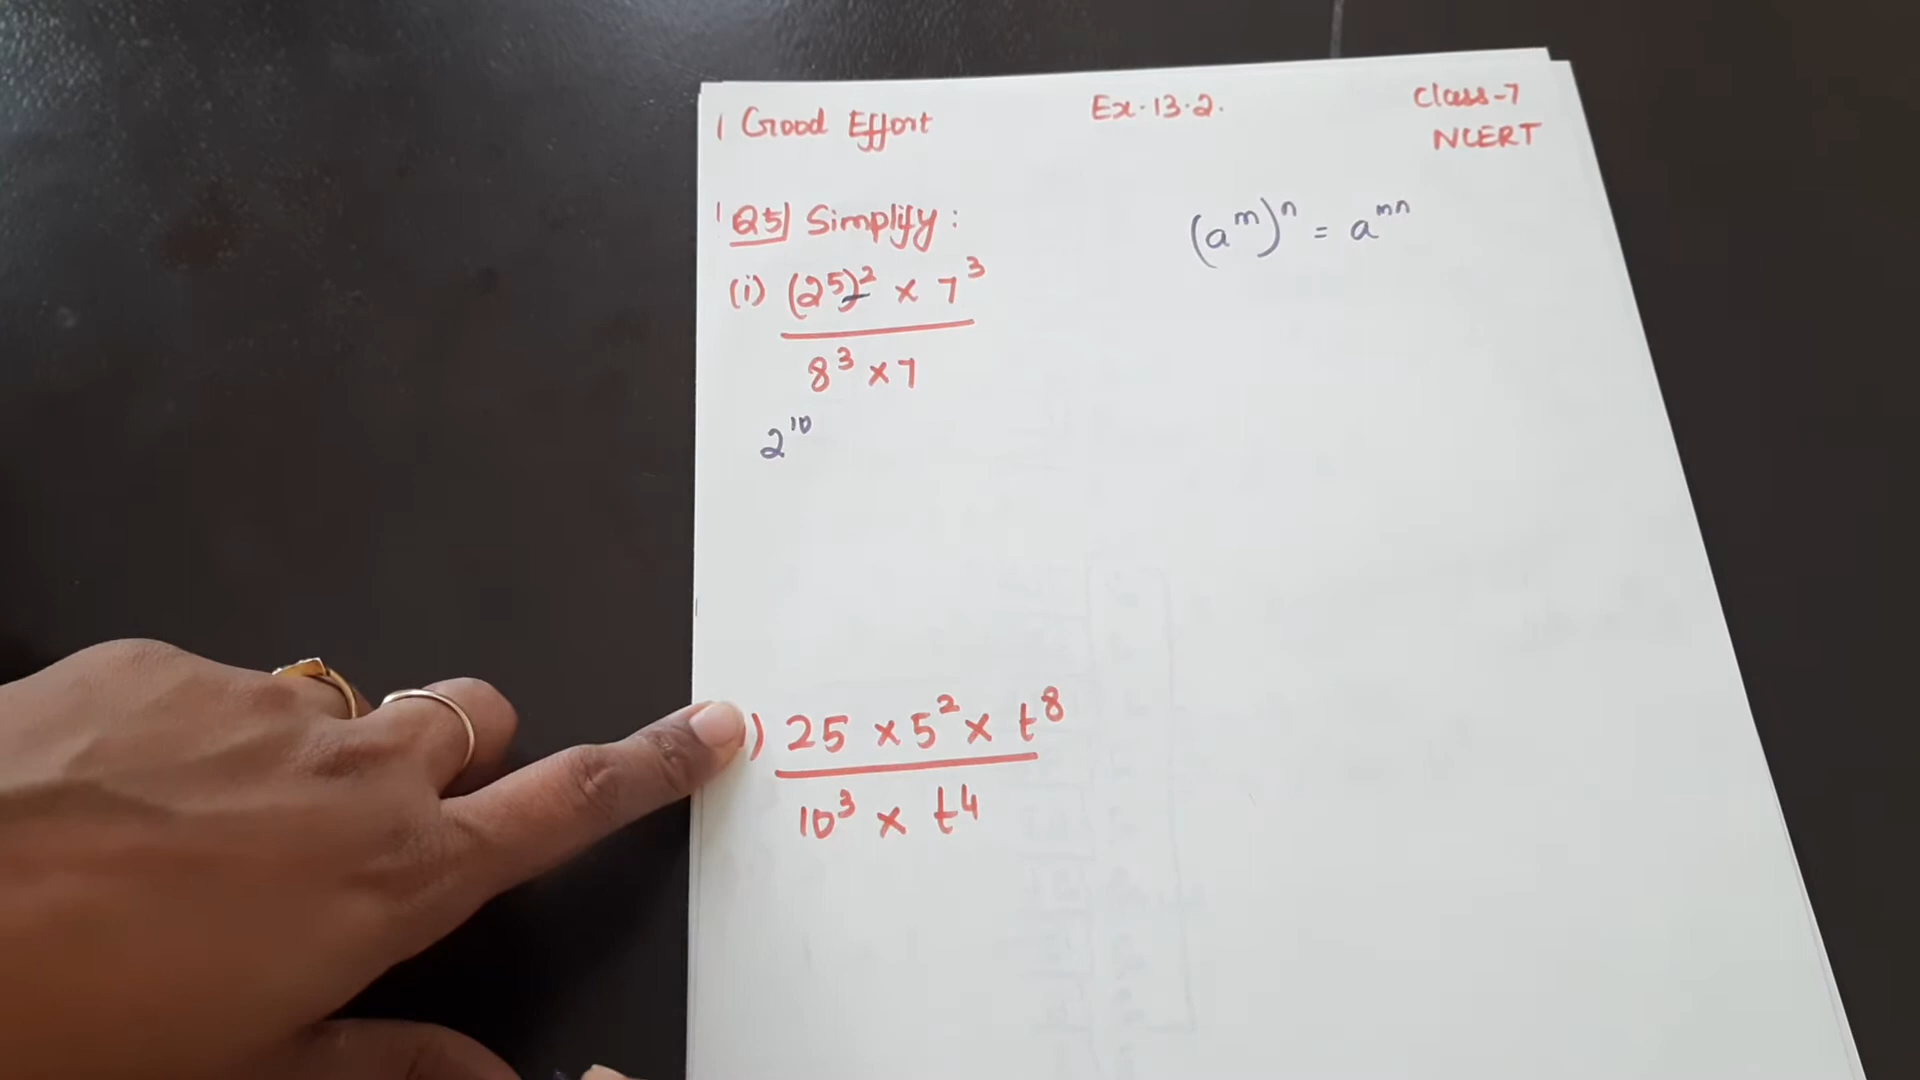 Good Effort Ex.13.2. Class-7
NCERT
Q5) Simplify: (a^m)^n = a^mn
(i) (2^5)^2 × 7^3
8^3 × 7
2^10
) 25 × 5^2 × t^8
10^3 × t^4